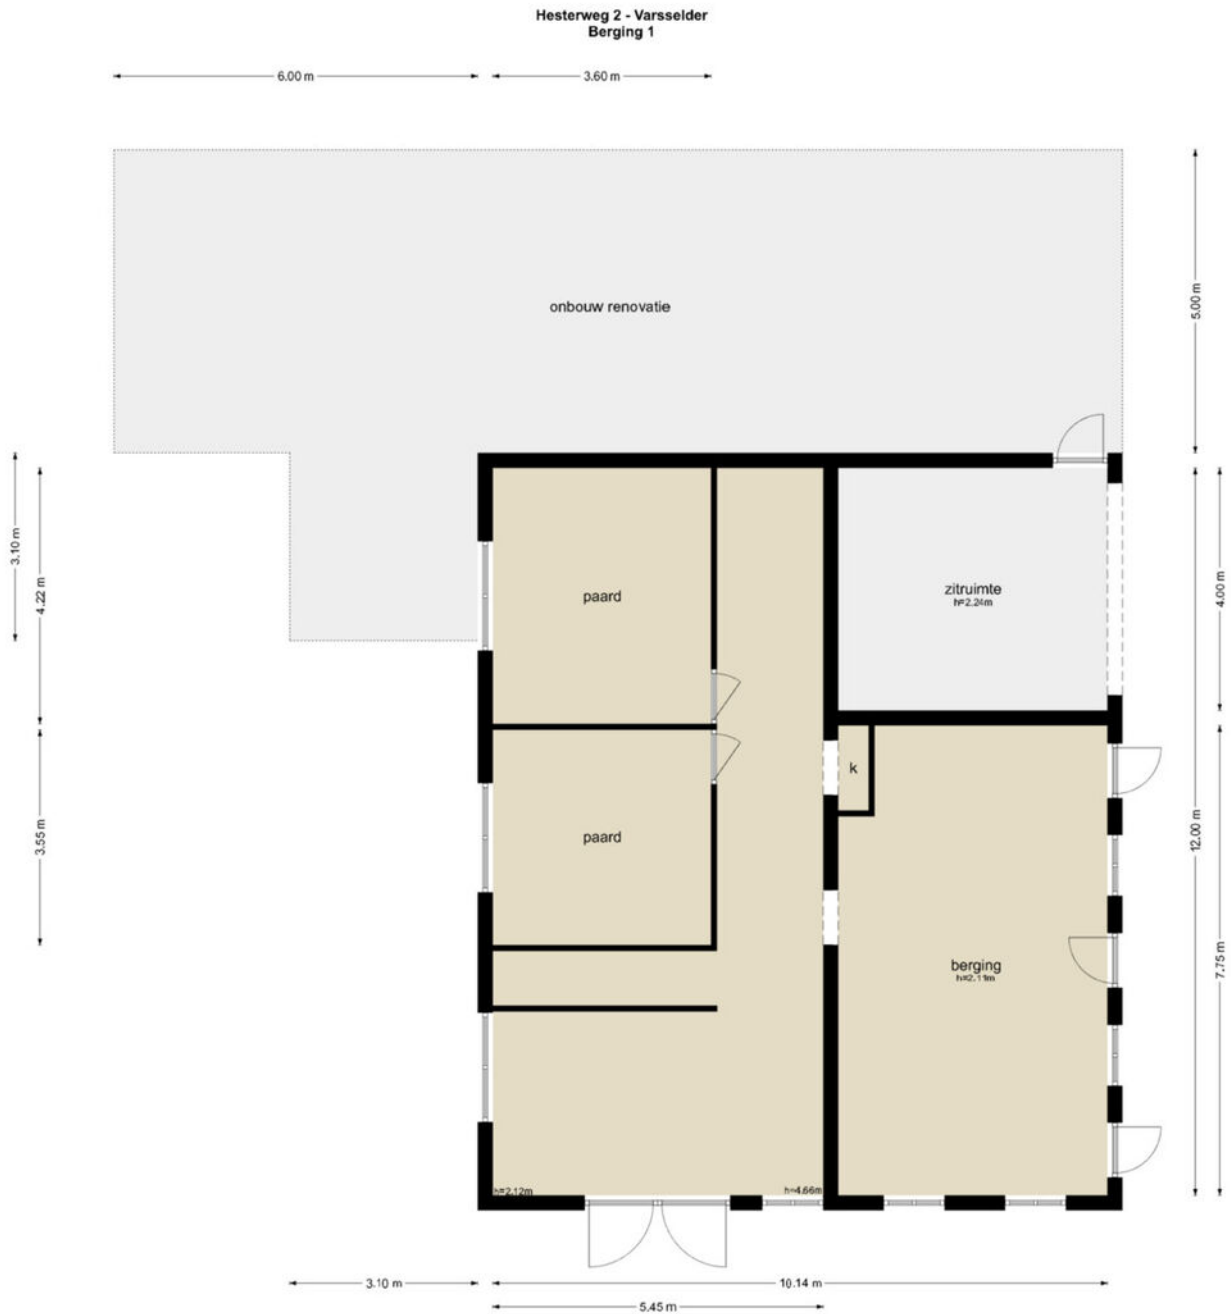 Hesterweg 2 - Varsselder
Berging 1
6.00 m
3.60 m
onbouw renovatie
5.00 m
3.10 m
4.22 m
paard
zitruimte
h=2.24m
4.00 m
k
3.55 m
paard
12.00 m
berging
h=2.11m
7.75 m
h=2.12m
h=4.66m
3.10 m
10.14 m
5.45 m